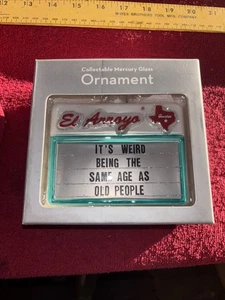 Collectable Mercury Glass
Ornament
El Arroyo
IT'S WEIRD
BEING THE
SAME AGE AS
OLD PEOPLE